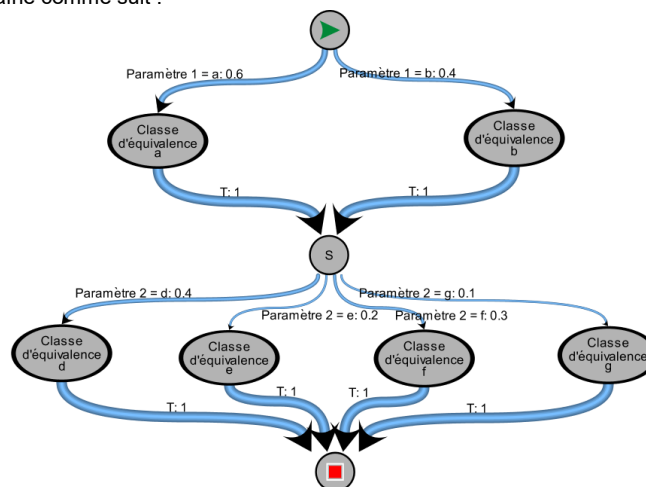 comme suit :
Paramètre 1 = a: 0.6
Paramètre 1 = b: 0.4
Classe
d'équivalence
a
Classe
d'équivalence
b
T: 1
T: 1
S
Paramètre 2 = d: 0.4
Paramètre 2 = g: 0.1
Paramètre 2 = e: 0.2
Paramètre 2 = f: 0.3
Classe
d'équivalence
d
Classe
d'équivalence
e
Classe
d'équivalence
f
Classe
d'équivalence
g
T: 1
T: 1
T: 1
T: 1